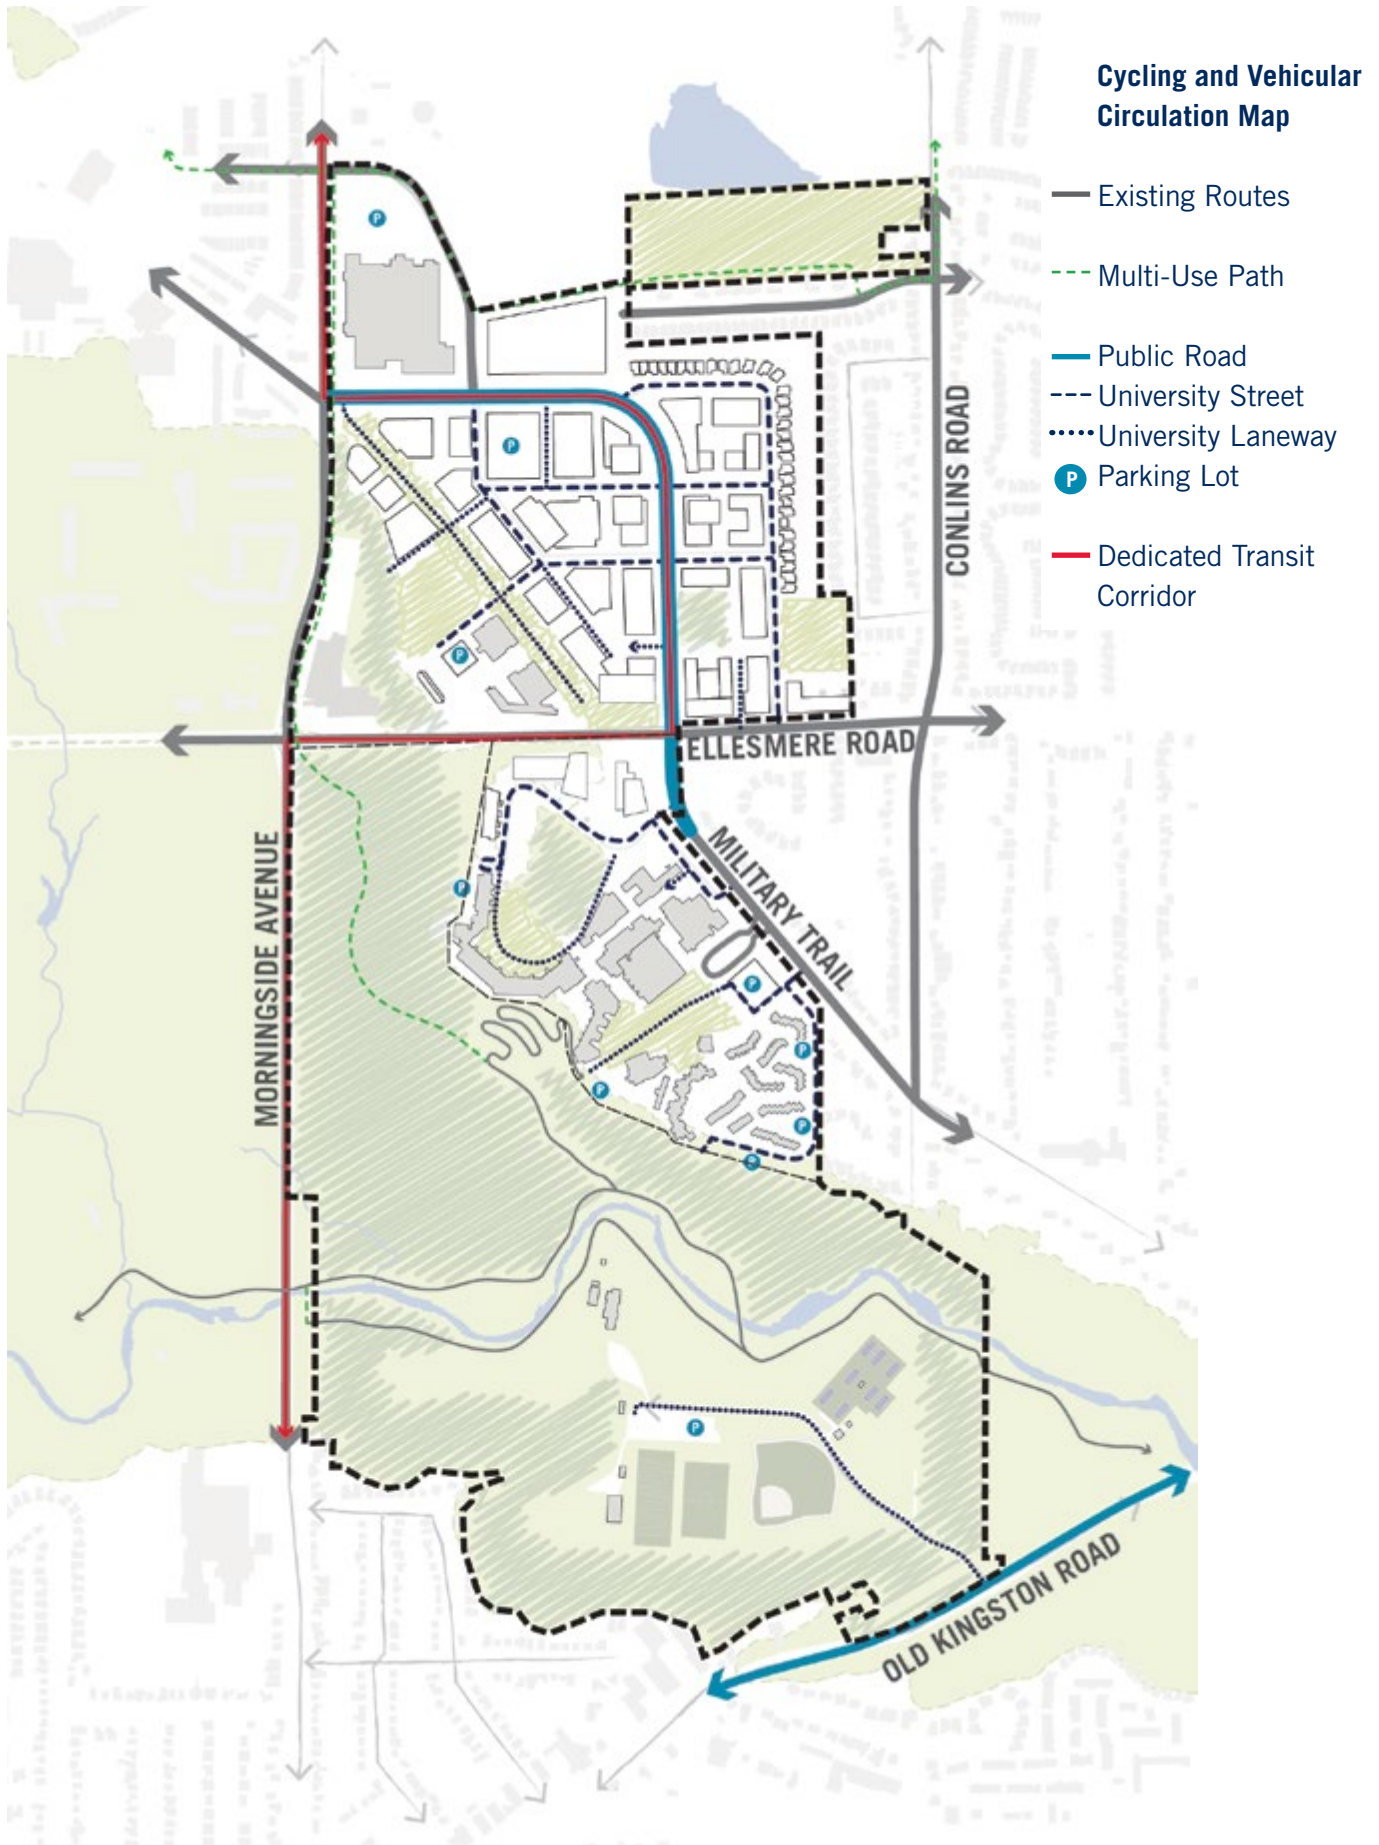 Cycling and Vehicular
Circulation Map
Existing Routes
Multi-Use Path
Public Road
University Street
University Laneway
P Parking Lot
Dedicated Transit
Corridor
P
CONLINS ROAD
P
P
ELLESMERE ROAD
MORNINGSIDE AVENUE
MILITARY TRAIL
P
P
P
P
P
P
P
OLD KINGSTON ROAD